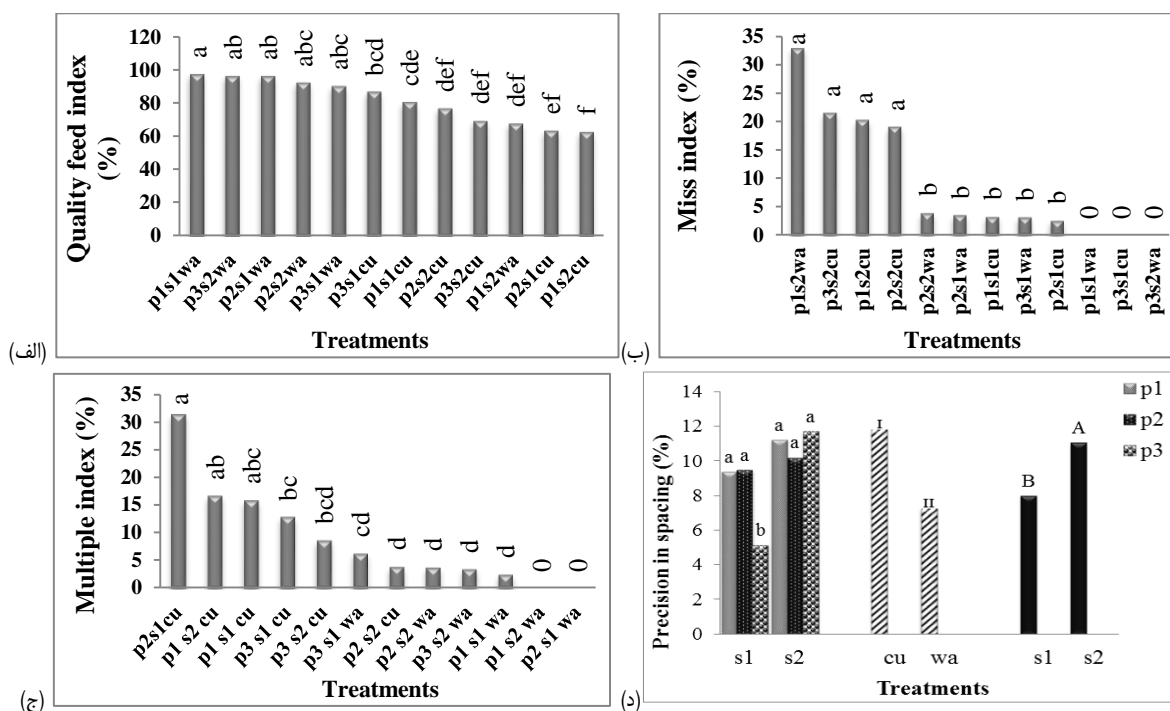 Quality feed index (%)
120
100
80
60
40
20
0
a ab ab abc abc bcd cde def def def ef f
p1s1wa p3s2wa p2s1wa p2s2wa p3s1wa p3s1cu p1s1cu p2s2cu p3s2cu p1s2wa p2s1cu p1s2cu
Treatments
(الف)
Miss index (%)
35
30
25
20
15
10
5
0
a a a a b b b b b 0 0 0
p1s2wa p3s2cu p1s2cu p2s2cu p2s2wa p2s1wa p1s1cu p3s1wa p2s1cu p1s1wa p3s1cu p3s2wa
Treatments
(ب)
Multiple index (%)
35
30
25
20
15
10
5
0
a ab abc bc bcd cd d d d d 0 0
p2s1cu p1 s2 cu p1 s1 cu p3 s1 cu p3 s2 cu p3 s1 wa p2 s2 cu p2 s2 wa p3 s2 wa p1 s1 wa p1 s2 wa p2 s1 wa
Treatments
(ج)
Precision in spacing (%)
14
12
10
8
6
4
2
0
a a b a a a I II B A
s1 s2 cu wa s1 s2
Treatments
p1
p2
p3
(د)